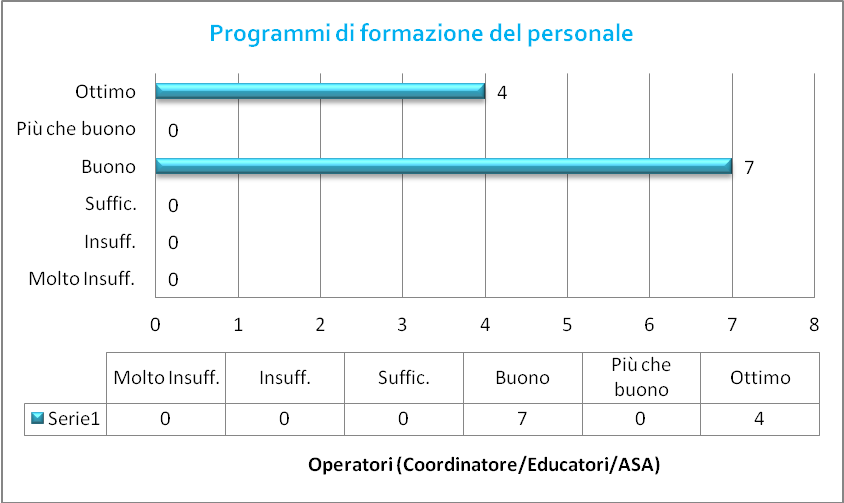 Programmi di formazione del personale
Ottimo 4
Più che buono 0
Buono 7
Suffic. 0
Insuff. 0
Molto Insuff. 0
0 1 2 3 4 5 6 7 8
Molto Insuff. Insuff. Suffic. Buono Più che buono Ottimo
Serie1 0 0 0 7 0 4
Operatori (Coordinatore/Educatori/ASA)